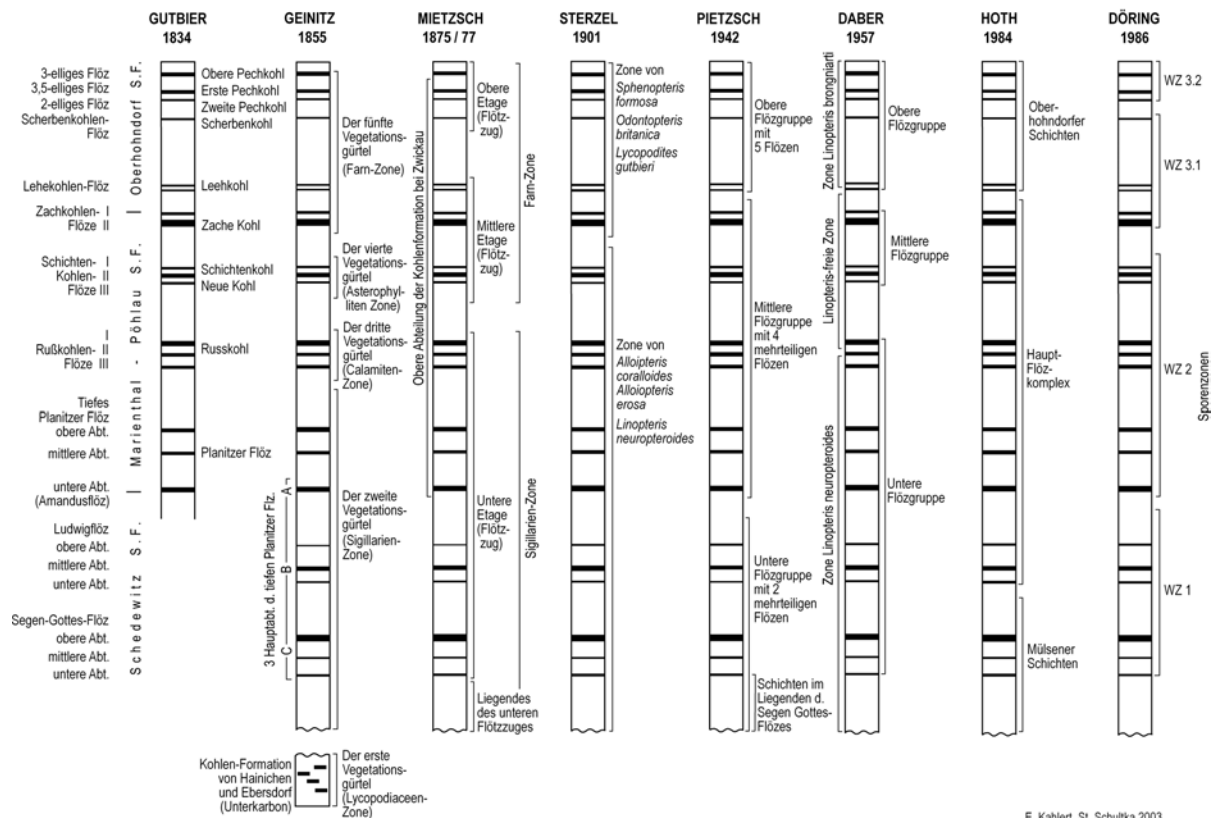 GUTBIER
1834
GEINITZ
1855
MIETZSCH
1875 / 77
STERZEL
1901
PIETZSCH
1942
DABER
1957
HOTH
1984
DÖRING
1986
3-elliges Flöz
3,5-elliges Flöz
2-elliges Flöz
Scherbenkohlen-
Flöz
Lehekohlen-Flöz
Zachkohlen- I
Flöze II
Schichten- I
Kohlen- II
Flöze III
I
Rußkohlen- II
Flöze III
Tiefes
Planitzer Flöz
obere Abt.
mittlere Abt.
untere Abt.
(Amandusflöz)
Ludwigflöz
obere Abt.
mittlere Abt.
untere Abt.
Segen-Gottes-Flöz
obere Abt.
mittlere Abt.
untere Abt.
Oberhohndorf S.F.
Marienthal - Pöhlau S.F.
Schedewitz S.F.
Obere Pechkohl
Erste Pechkohl
Zweite Pechkohl
Scherbenkohl
Leehkohl
Zache Kohl
Schichtenkohl
Neue Kohl
Russkohl
Planitzer Flöz
3 Hauptabt. d. tiefen Planitzer Flz.
A
B
C
Der fünfte
Vegetations-
gürtel
(Farn-Zone)
Der vierte
Vegetations-
gürtel
(Asterophyl-
liten Zone)
Der dritte
Vegetations-
gürtel
(Calamiten-
Zone)
Der zweite
Vegetations-
gürtel
(Sigillarien-
Zone)
Kohlen-Formation
von Hainichen
und Ebersdorf
(Unterkarbon)
Der erste
Vegetations-
gürtel
(Lycopodiaceen-
Zone)
Obere Abteilung der Kohlenformation bei Zwickau
Obere
Etage
(Flötz-
zug)
Mittlere
Etage
(Flötz-
zug)
Untere
Etage
(Flötz-
zug)
Liegendes
des unteren
Flötzzuges
Farn-Zone
Sigillarien-Zone
Zone von
Sphenopteris
formosa
Odontopteris
britanica
Lycopodites
gutbieri
Zone von
Alloipteris
coralloides
Alloiopteris
erosa
Linopteris
neuropteroides
Obere
Flözgruppe
mit
5 Flözen
Mittlere
Flözgruppe
mit 4
mehrteiligen
Flözen
Untere
Flözgruppe
mit 2
mehrteiligen
Flözen
Schichten im
Liegenden d.
Segen Gottes-
Flözes
Zone Linopteris brongniarti
Linopteris-freie Zone
Zone Linopteris neuropteroides
Obere
Flözgruppe
Mittlere
Flözgruppe
Untere
Flözgruppe
Ober-
hohndorfer
Schichten
Haupt-
Flöz-
komplex
Mülsener
Schichten
WZ 3.2
WZ 3.1
WZ 2
WZ 1
Sporenzonen
F. Kahlert, St. Schultka 2003